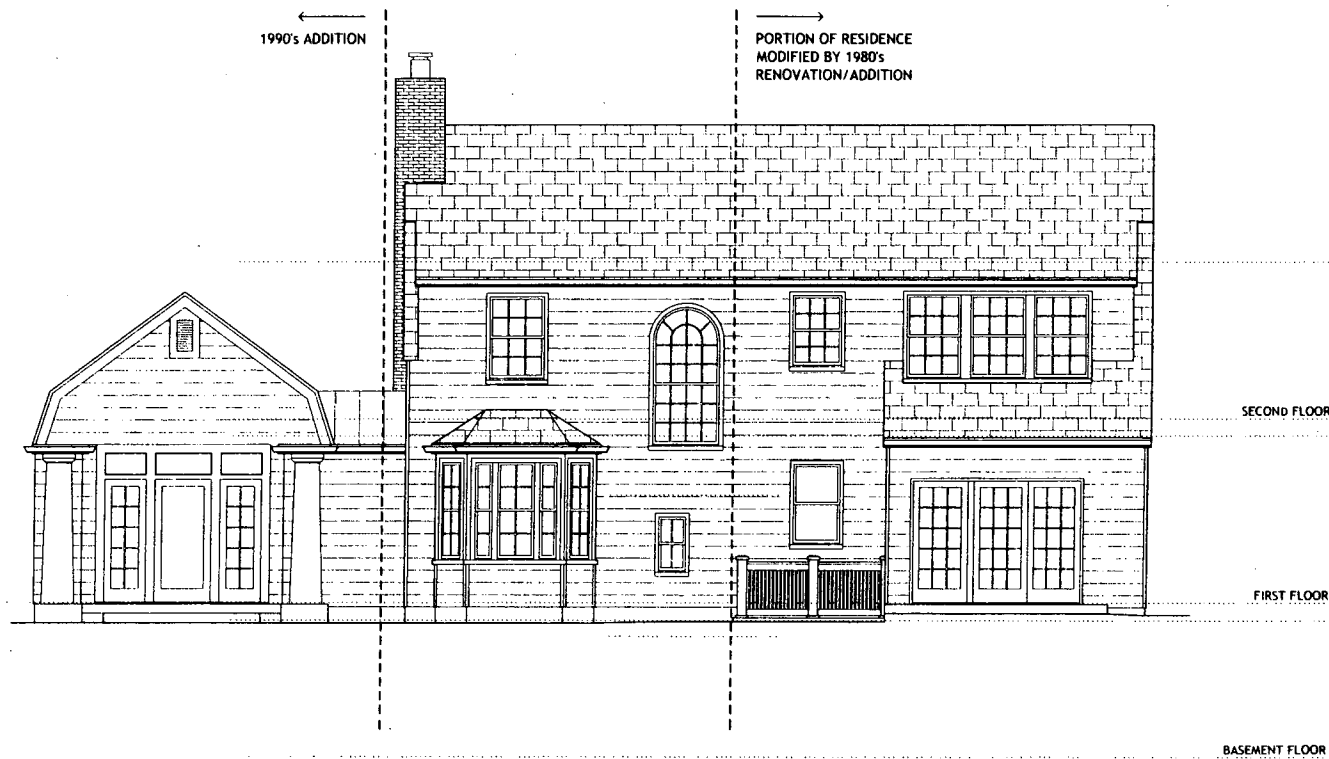 1990's ADDITION
PORTION OF RESIDENCE
MODIFIED BY 1980's
RENOVATION/ADDITION
SECOND FLOOR
FIRST FLOOR
BASEMENT FLOOR